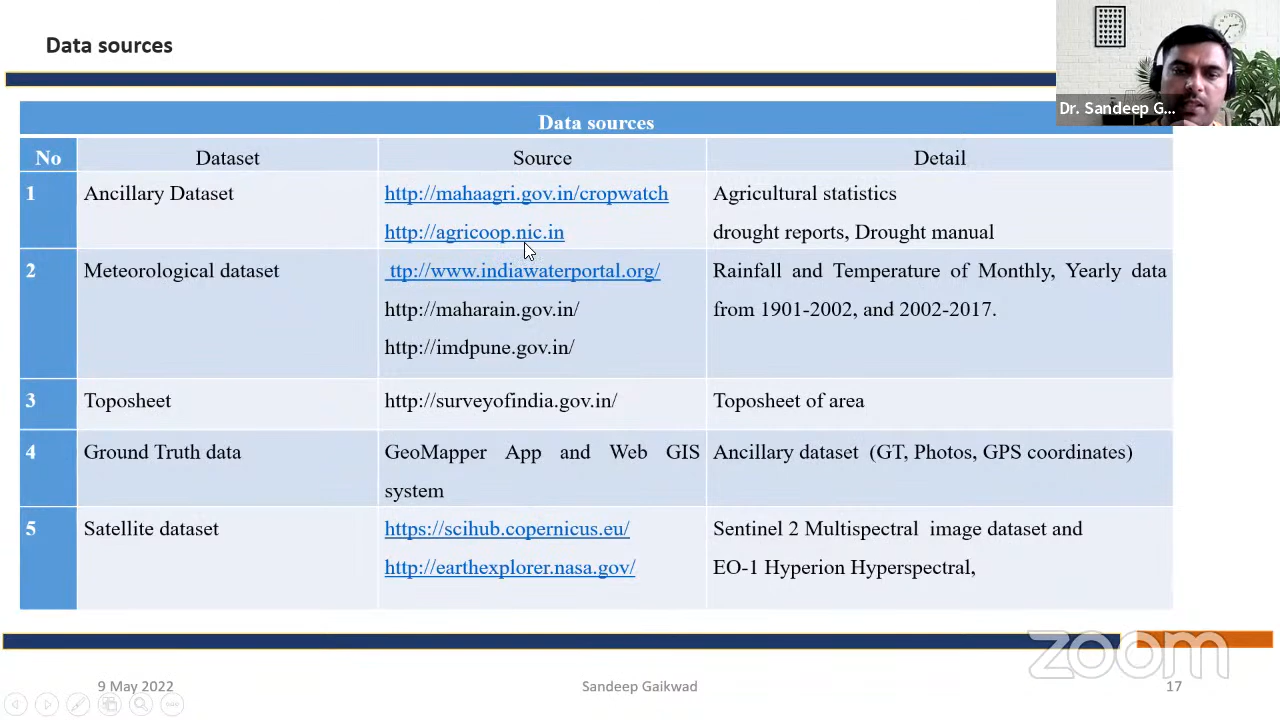 Data sources
Dr. Sandeep G...
Data sources
No Dataset Source Detail
1 Ancillary Dataset http://mahaagri.gov.in/cropwatch Agricultural statistics
http://agricoop.nic.in drought reports, Drought manual
2 Meteorological dataset ttp://www.indiawaterportal.org/ Rainfall and Temperature of Monthly, Yearly data
http://maharain.gov.in/ from 1901-2002, and 2002-2017.
http://imdpune.gov.in/
3 Toposheet http://surveyofindia.gov.in/ Toposheet of area
4 Ground Truth data GeoMapper App and Web GIS Ancillary dataset (GT, Photos, GPS coordinates)
system
5 Satellite dataset https://scihub.copernicus.eu/ Sentinel 2 Multispectral image dataset and
http://earthexplorer.nasa.gov/ EO-1 Hyperion Hyperspectral,
zoom
9 May 2022 Sandeep Gaikwad 17